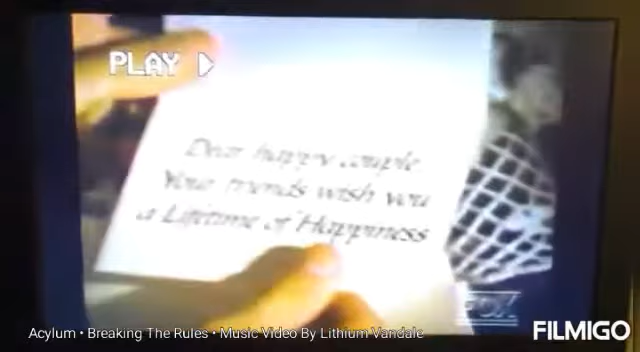 PLAY
Dear happy couple.
Your friends wish you
a Lifetime of Happiness
FOX
Acylum • Breaking The Rules • Music Video By Lithium Vandale
FILMIGO